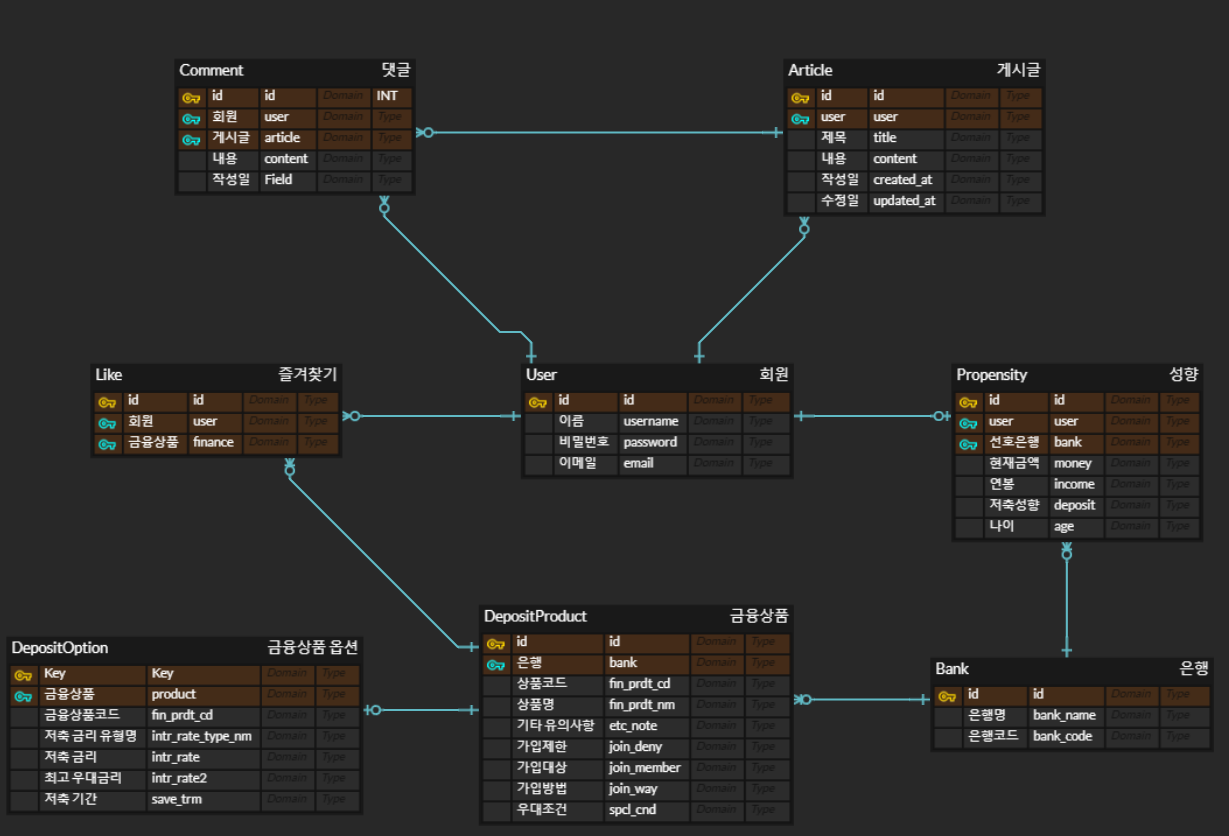 Comment 댓글
id id Domain INT
회원 user Domain Type
게시글 article Domain Type
내용 content Domain Type
작성일 Field Domain Type
Article 게시글
id id Domain Type
user user Domain Type
제목 title Domain Type
내용 content Domain Type
작성일 created_at Domain Type
수정일 updated_at Domain Type
Like 즐겨찾기
id id Domain Type
회원 user Domain Type
금융상품 finance Domain Type
User 회원
id id Domain Type
이름 username Domain Type
비밀번호 password Domain Type
이메일 email Domain Type
Propensity 성향
id id Domain Type
user user Domain Type
선호은행 bank Domain Type
현재금액 money Domain Type
연봉 income Domain Type
저축성향 deposit Domain Type
나이 age Domain Type
DepositOption 금융상품 옵션
Key Key Domain Type
금융상품 product Domain Type
금융상품코드 fin_prdt_cd Domain Type
저축 금리 유형명 intr_rate_type_nm Domain Type
저축 금리 intr_rate Domain Type
최고 우대금리 intr_rate2 Domain Type
저축 기간 save_trm Domain Type
DepositProduct 금융상품
id id Domain Type
은행 bank Domain Type
상품코드 fin_prdt_cd Domain Type
상품명 fin_prdt_nm Domain Type
기타 유의사항 etc_note Domain Type
가입제한 join_deny Domain Type
가입대상 join_member Domain Type
가입방법 join_way Domain Type
우대조건 spcl_cnd Domain Type
Bank 은행
id id Domain Type
은행명 bank_name Domain Type
은행코드 bank_code Domain Type